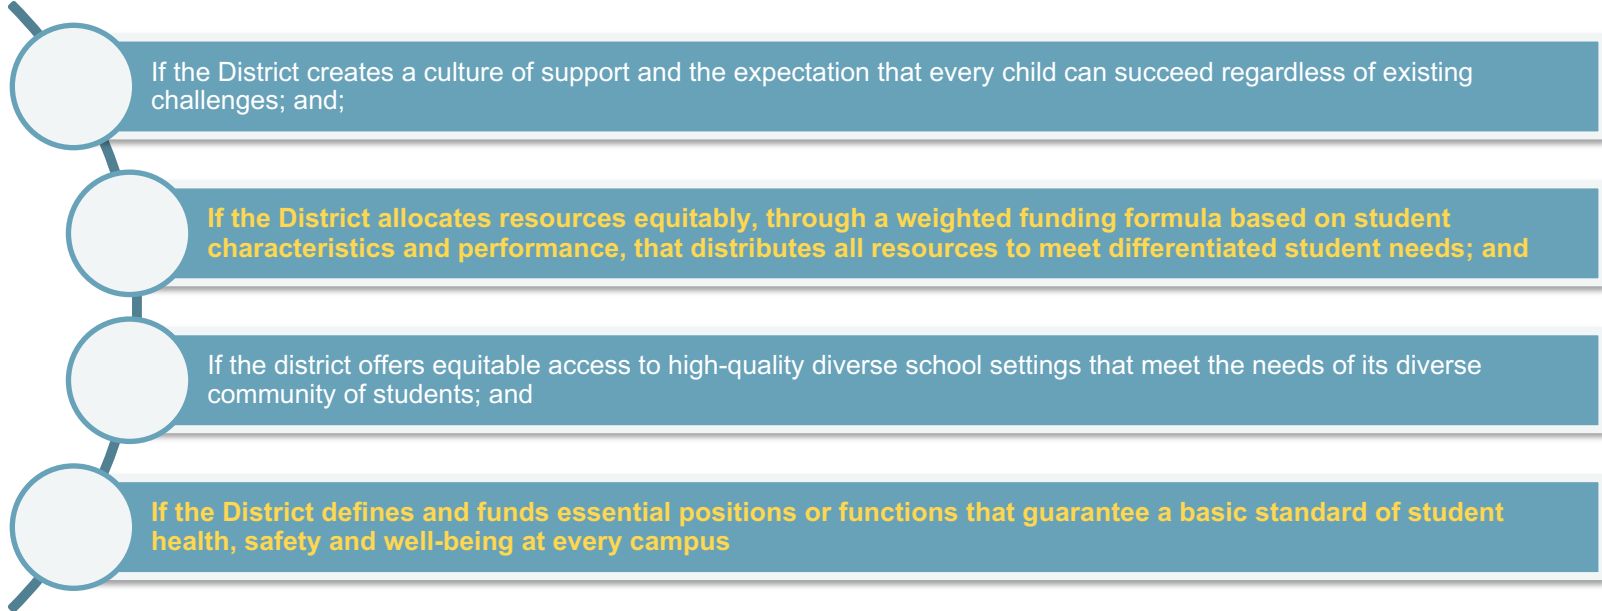 If the District creates a culture of support and the expectation that every child can succeed regardless of existing
challenges; and;
If the District allocates resources equitably, through a weighted funding formula based on student
characteristics and performance, that distributes all resources to meet differentiated student needs; and
If the district offers equitable access to high-quality diverse school settings that meet the needs of its diverse
community of students; and
If the District defines and funds essential positions or functions that guarantee a basic standard of student
health, safety and well-being at every campus